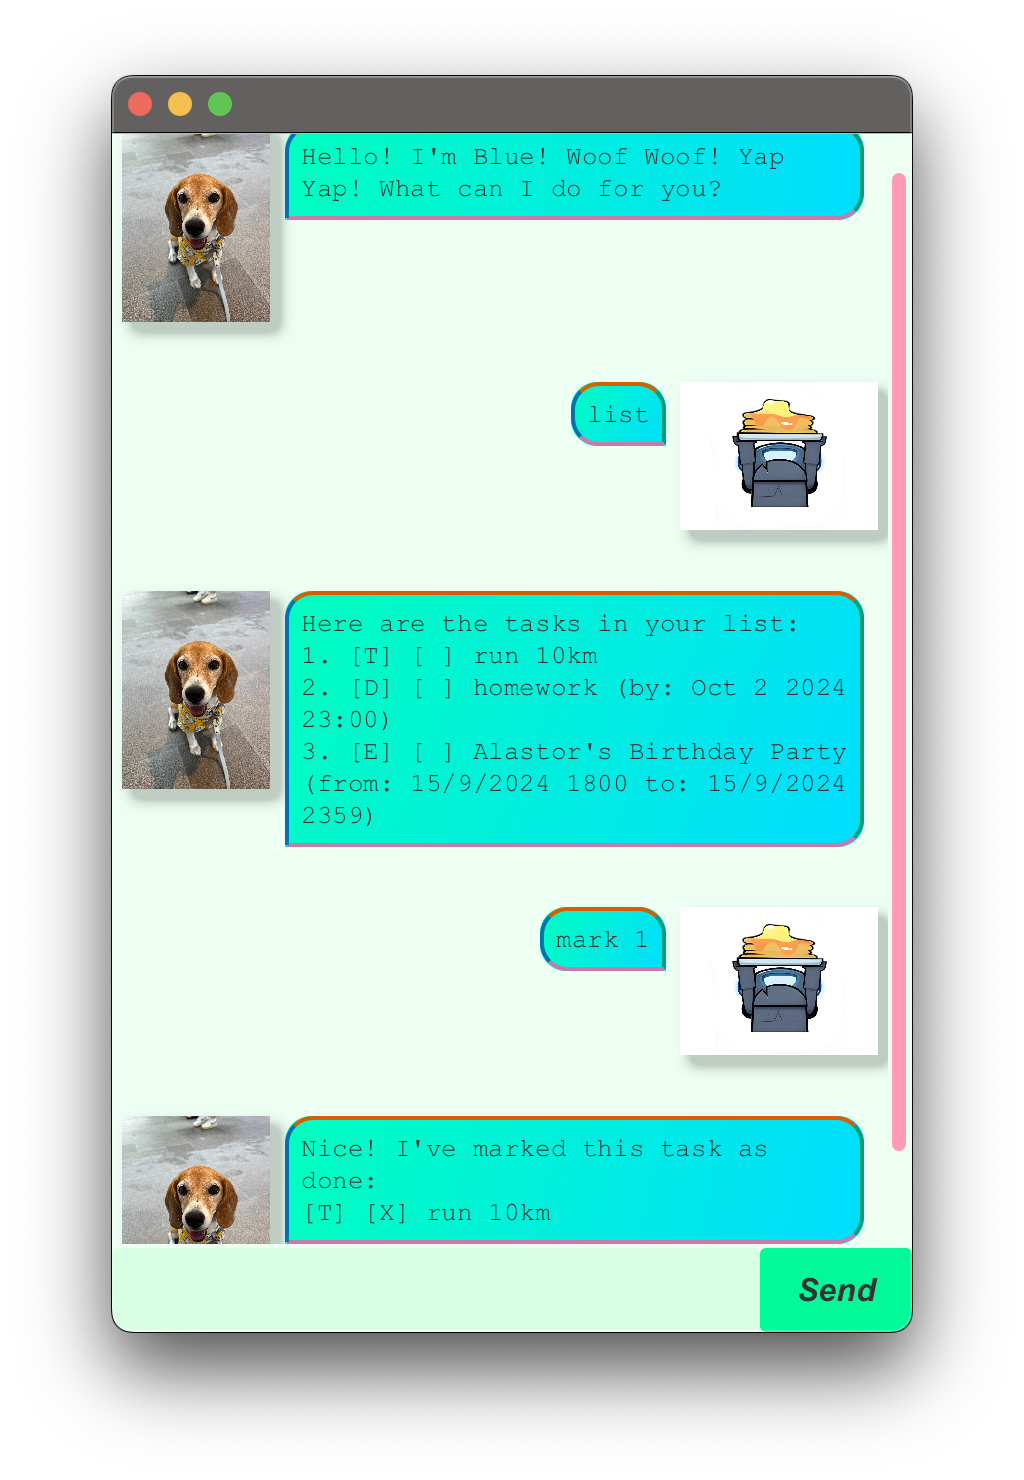 Hello! I'm Blue! Woof Woof! Yap
Yap! What can I do for you?
list
Here are the tasks in your list:
1. [T] [ ] run 10km
2. [D] [ ] homework (by: Oct 2 2024
23:00)
3. [E] [ ] Alastor's Birthday Party
(from: 15/9/2024 1800 to: 15/9/2024
2359)
mark 1
Nice! I've marked this task as
done:
[T] [X] run 10km
Send